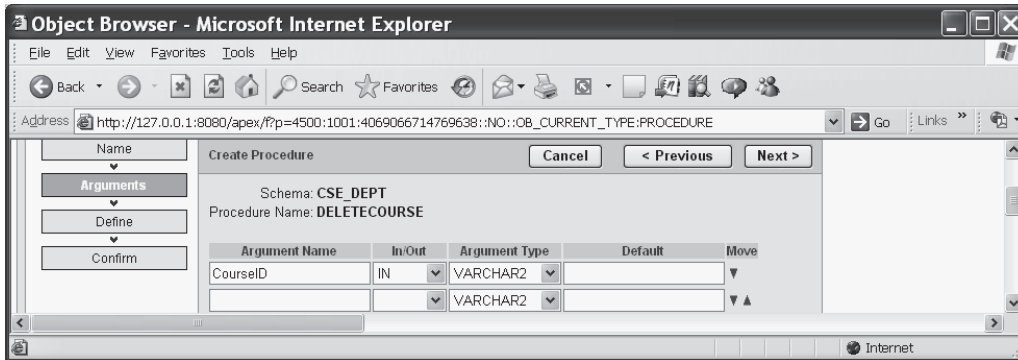 Object Browser - Microsoft Internet Explorer
File Edit View Favorites Tools Help
Back Search Favorites
Address http://127.0.0.1:8080/apex/f?p=4500:1001:4069066714769638::NO::OB_CURRENT_TYPE:PROCEDURE Go Links »
Name
Arguments
Define
Confirm
Create Procedure Cancel < Previous Next >
Schema: CSE_DEPT
Procedure Name: DELETECOURSE
Argument Name In/Out Argument Type Default Move
CourseID IN VARCHAR2
VARCHAR2
Internet